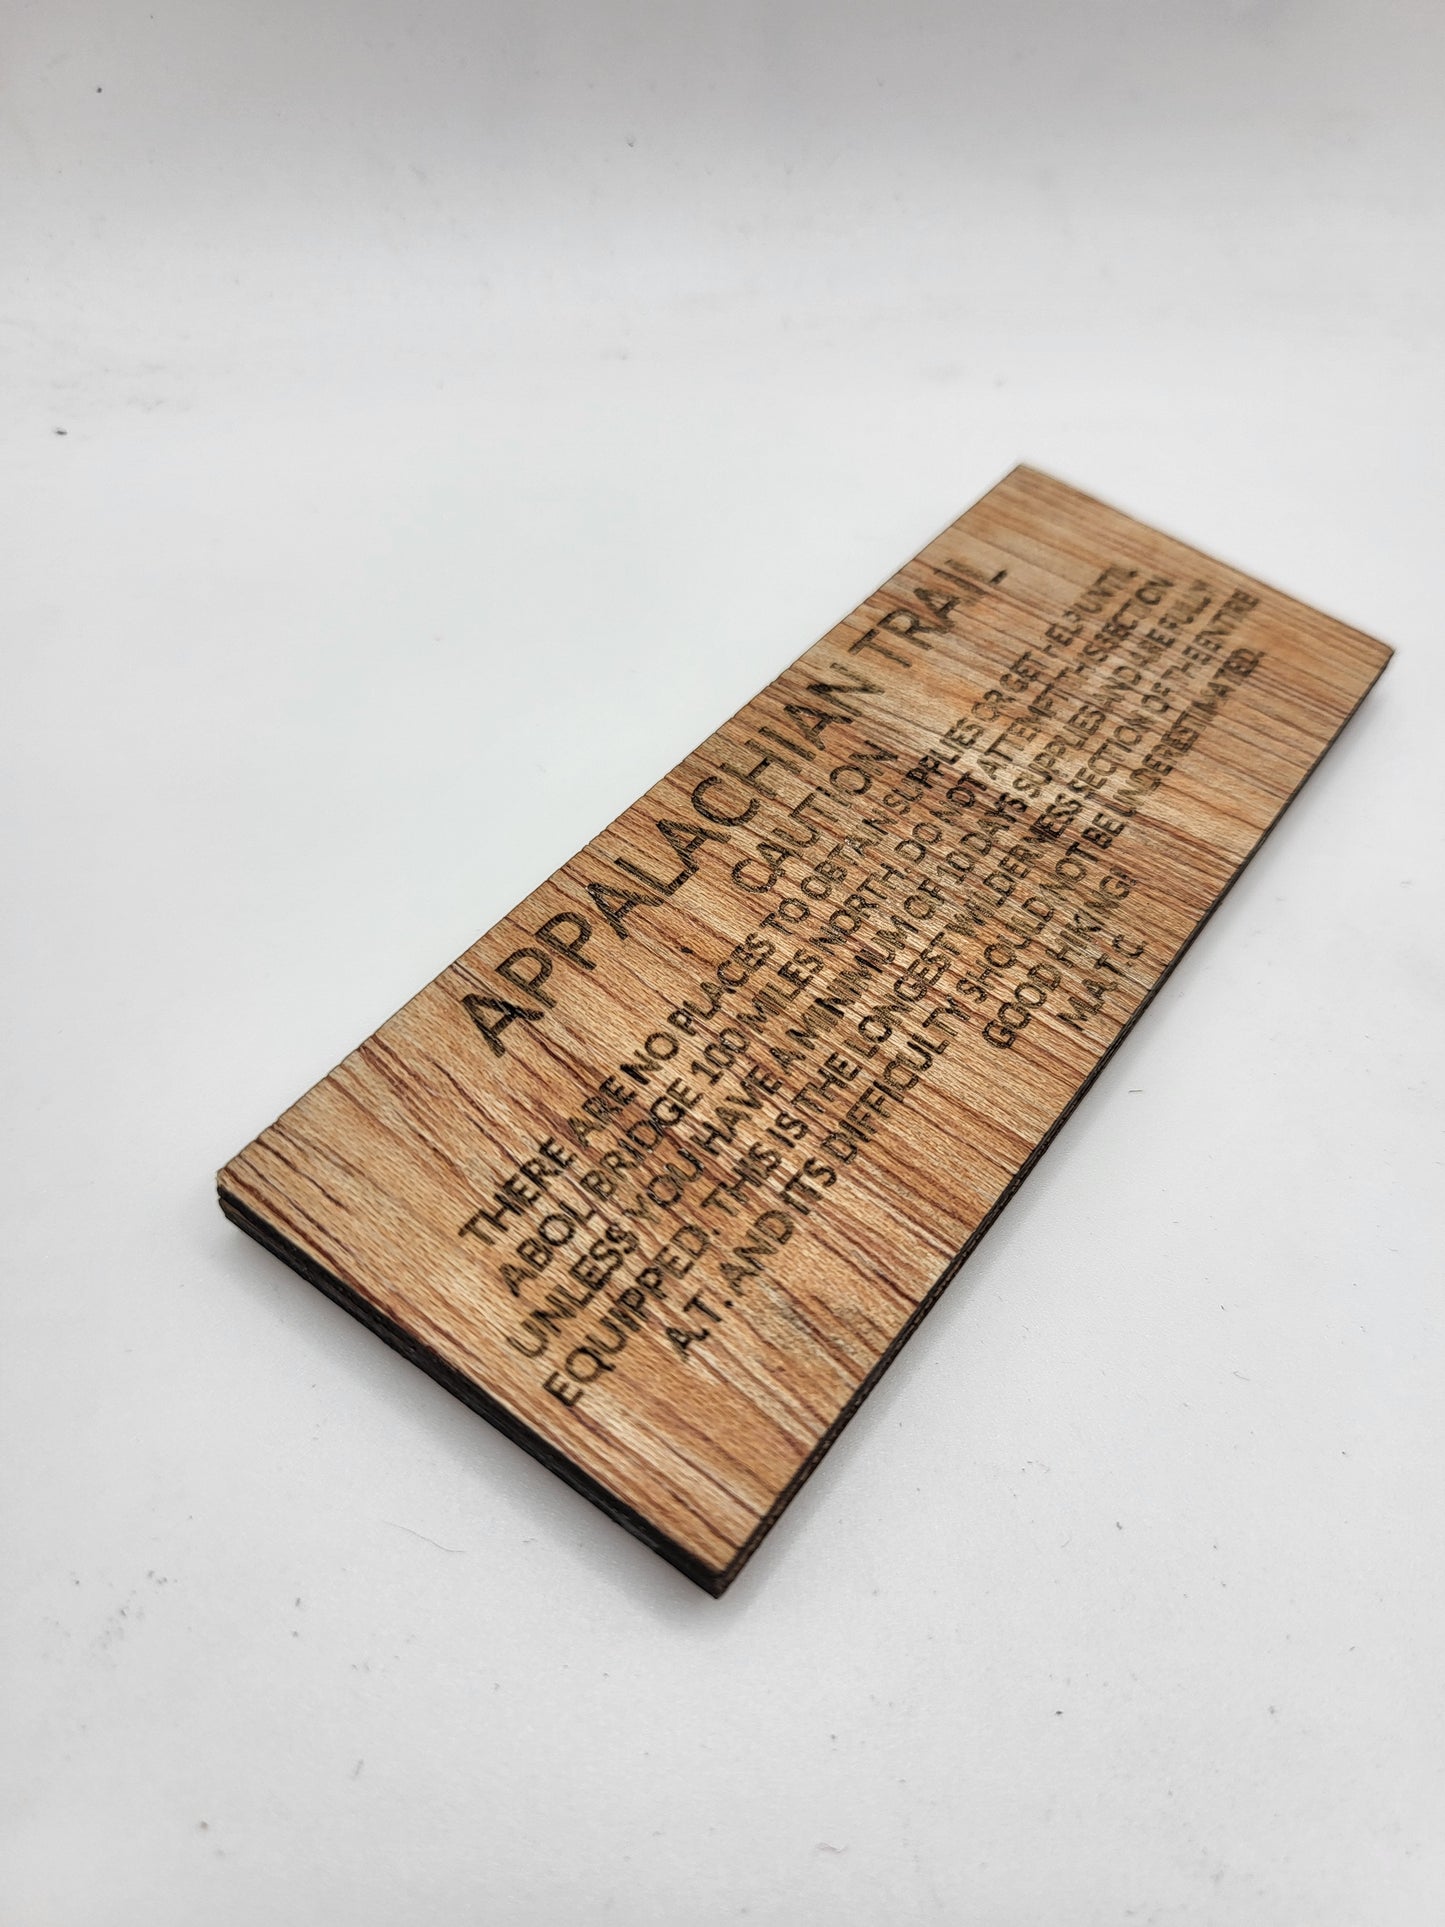 APPALACHIAN TRAIL
CAUTION
THERE ARE NO PLACES TO OBTAIN SUPPLIES OR GET HELP UNTIL
ABOL BRIDGE 100 MILES NORTH. DO NOT ATTEMPT THIS SECTION
UNLESS YOU HAVE A MINIMUM OF 10 DAYS SUPPLIES AND ARE FULLY
EQUIPPED. THIS IS THE LONGEST WILDERNESS SECTION OF THE ENTIRE
A.T. AND ITS DIFFICULTY SHOULD NOT BE UNDERESTIMATED.
GOOD HIKING!
M.A.T.C.